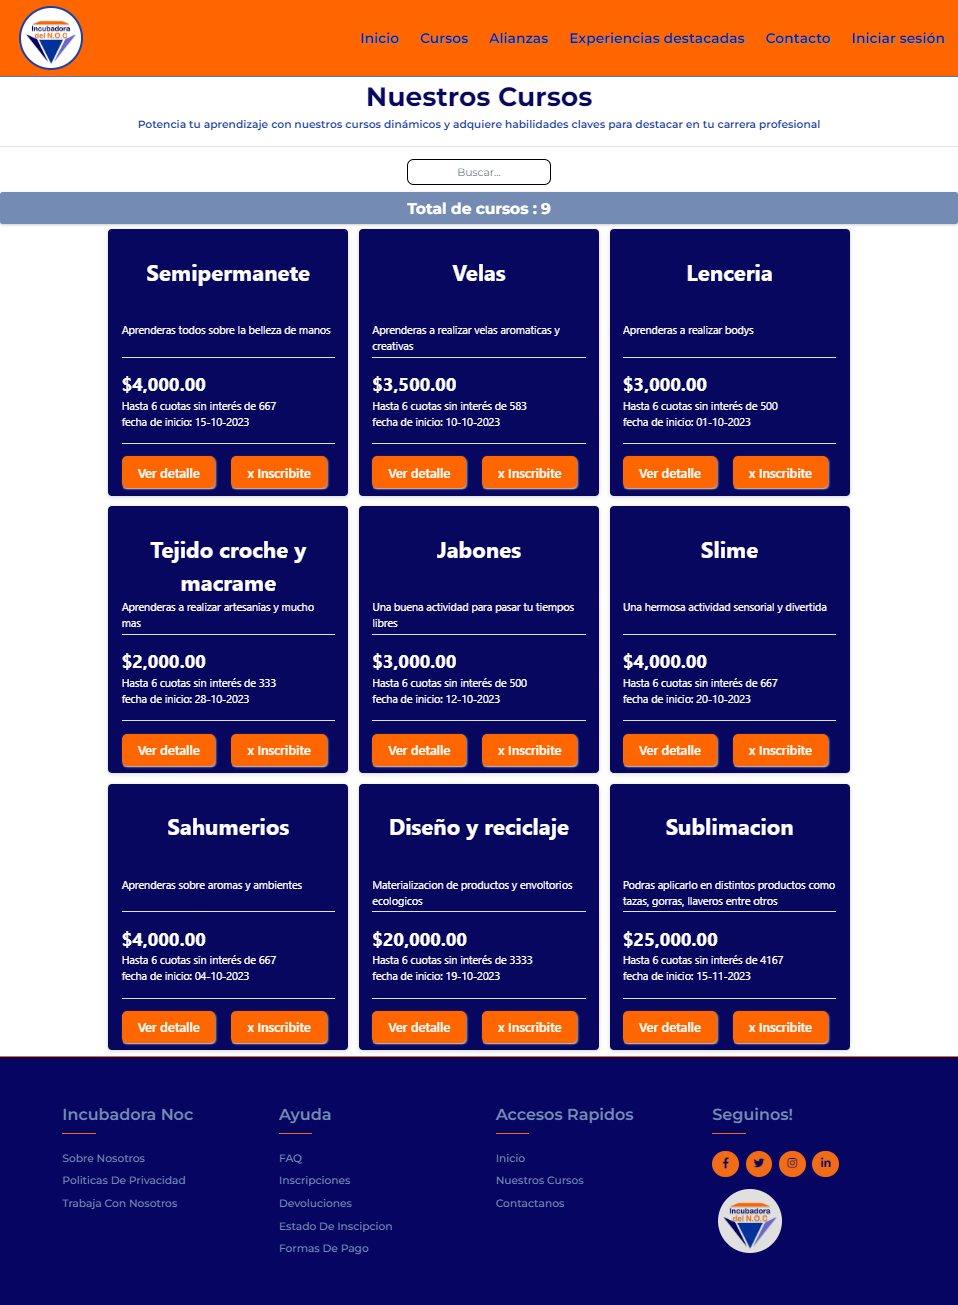 Incubadora
del N.O.C
Inicio
Cursos
Alianzas
Experiencias destacadas
Contacto
Iniciar sesión
Nuestros Cursos
Potencia tu aprendizaje con nuestros cursos dinámicos y adquiere habilidades claves para destacar en tu carrera profesional
Buscar...
Total de cursos : 9
Semipermanete
Aprenderas todos sobre la belleza de manos
$4,000.00
Hasta 6 cuotas sin interés de 667
fecha de inicio: 15-10-2023
Ver detalle
x Inscribite
Velas
Aprenderas a realizar velas aromaticas y
creativas
$3,500.00
Hasta 6 cuotas sin interés de 583
fecha de inicio: 10-10-2023
Ver detalle
x Inscribite
Lenceria
Aprenderas a realizar bodys
$3,000.00
Hasta 6 cuotas sin interés de 500
fecha de inicio: 01-10-2023
Ver detalle
x Inscribite
Tejido croche y
macrame
Aprenderas a realizar artesanias y mucho
mas
$2,000.00
Hasta 6 cuotas sin interés de 333
fecha de inicio: 28-10-2023
Ver detalle
x Inscribite
Jabones
Una buena actividad para pasar tu tiempos
libres
$3,000.00
Hasta 6 cuotas sin interés de 500
fecha de inicio: 12-10-2023
Ver detalle
x Inscribite
Slime
Una hermosa actividad sensorial y divertida
$4,000.00
Hasta 6 cuotas sin interés de 667
fecha de inicio: 20-10-2023
Ver detalle
x Inscribite
Sahumerios
Aprenderas sobre aromas y ambientes
$4,000.00
Hasta 6 cuotas sin interés de 667
fecha de inicio: 04-10-2023
Ver detalle
x Inscribite
Diseño y reciclaje
Materializacion de productos y envoltorios
ecologicos
$20,000.00
Hasta 6 cuotas sin interés de 3333
fecha de inicio: 19-10-2023
Ver detalle
x Inscribite
Sublimacion
Podras aplicarlo en distintos productos como
tazas, gorras, llaveros entre otros
$25,000.00
Hasta 6 cuotas sin interés de 4167
fecha de inicio: 15-11-2023
Ver detalle
x Inscribite
Incubadora Noc
Sobre Nosotros
Politicas De Privacidad
Trabaja Con Nosotros
Ayuda
FAQ
Inscripciones
Devoluciones
Estado De Inscipcion
Formas De Pago
Accesos Rapidos
Inicio
Nuestros Cursos
Contactanos
Seguinos!
Incubadora
del N.O.C